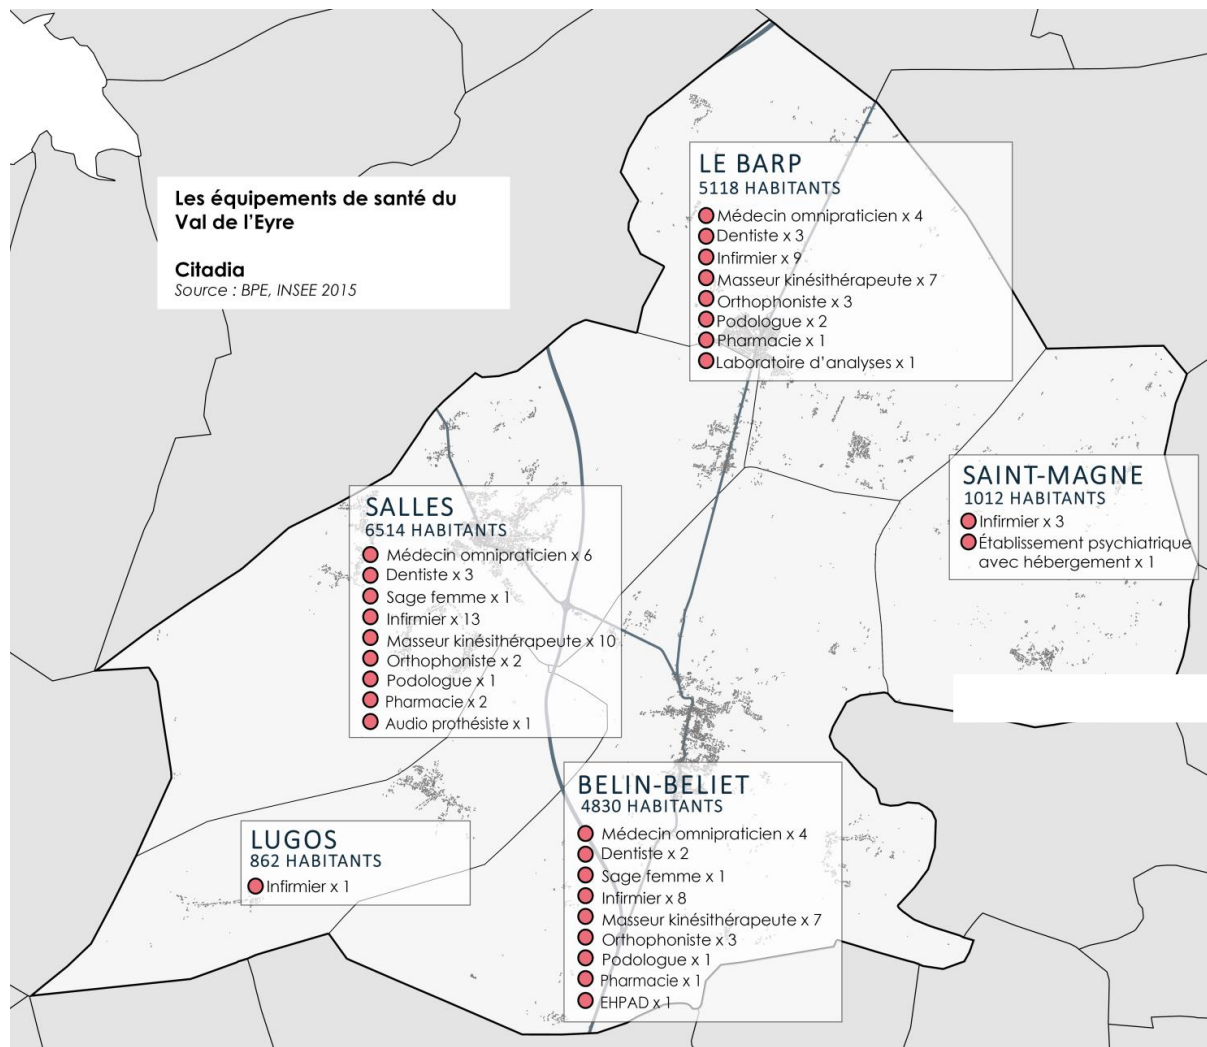 Les équipements de santé du
Val de l'Eyre
Citadia
Source : BPE, INSEE 2015
LE BARP
5118 HABITANTS
Médecin omnipraticien x 4
Dentiste x 3
Infirmier x 9
Masseur kinésithérapeute x 7
Orthophoniste x 3
Podologue x 2
Pharmacie x 1
Laboratoire d'analyses x 1
SAINT-MAGNE
1012 HABITANTS
Infirmier x 3
Établissement psychiatrique
avec hébergement x 1
SALLES
6514 HABITANTS
Médecin omnipraticien x 6
Dentiste x 3
Sage femme x 1
Infirmier x 13
Masseur kinésithérapeute x 10
Orthophoniste x 2
Podologue x 1
Pharmacie x 2
Audio prothésiste x 1
BELIN-BELIET
4830 HABITANTS
Médecin omnipraticien x 4
Dentiste x 2
Sage femme x 1
Infirmier x 8
Masseur kinésithérapeute x 7
Orthophoniste x 3
Podologue x 1
Pharmacie x 1
EHPAD x 1
LUGOS
862 HABITANTS
Infirmier x 1